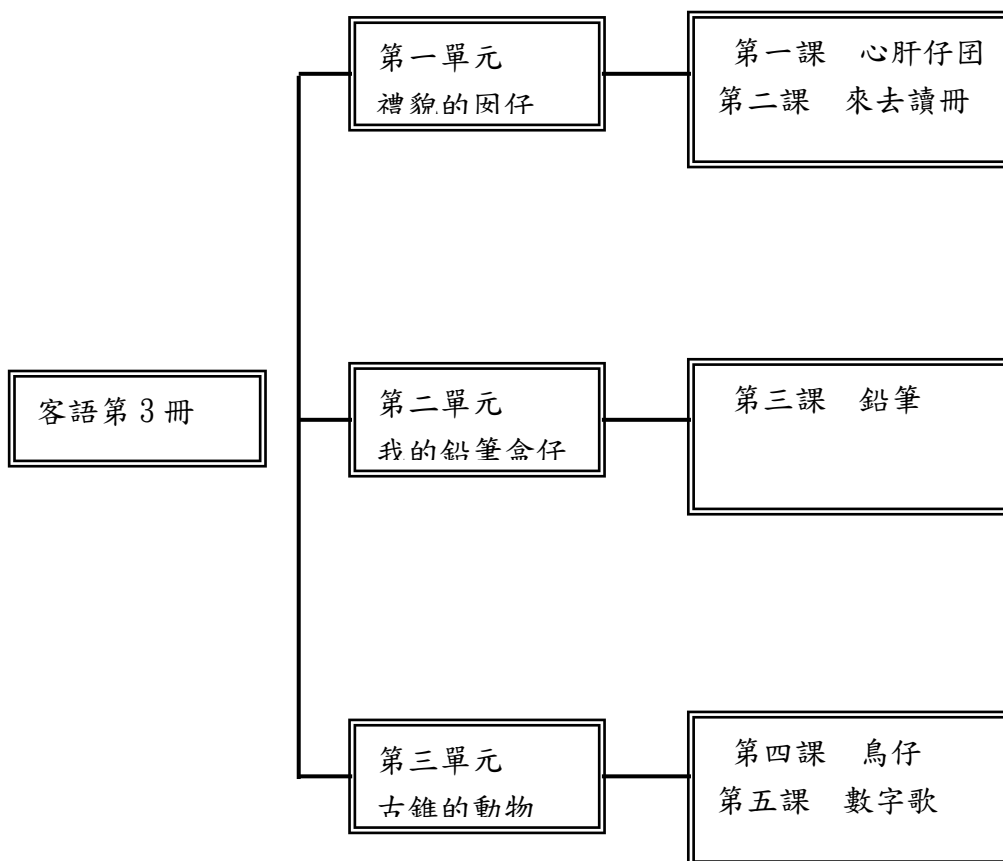 客語第3冊
第一單元
禮貌的囡仔
第一課 心肝仔囝
第二課 來去讀冊
第二單元
我的鉛筆盒仔
第三課 鉛筆
第三單元
古錐的動物
第四課 鳥仔
第五課 數字歌